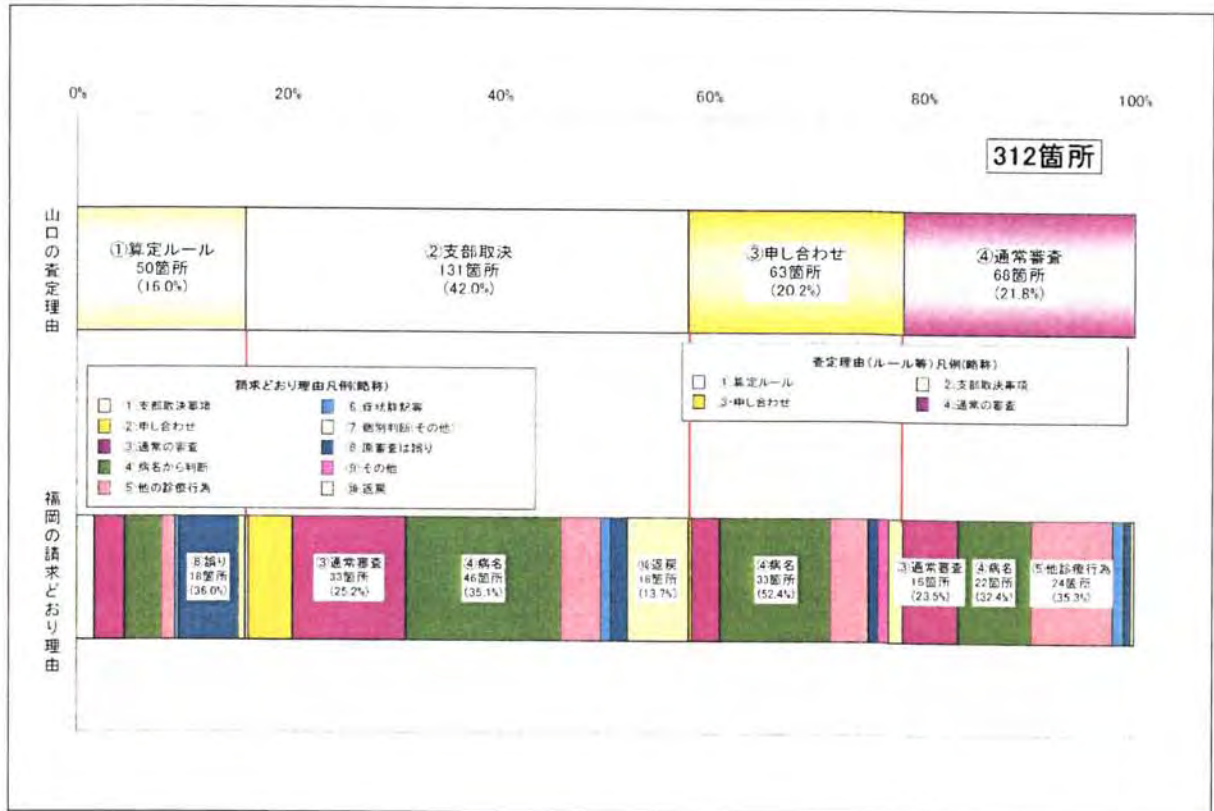 0%
20%
40%
60%
80%
100%
312箇所
山口の査定理由
①算定ルール
50箇所
(16.0%)
②支部取決
131箇所
(42.0%)
③申し合わせ
63箇所
(20.2%)
④通常審査
68箇所
(21.8%)
請求どおり理由凡例(略称)
1:支部取決事項
2:申し合わせ
3:通常の審査
4:病名から判断
5:他の診療行為
6:症状詳記等
7:個別判断(その他)
8:原審査は誤り
9:その他
10:返戻
査定理由(ルール等)凡例(略称)
1:算定ルール
2:支部取決事項
3:申し合わせ
4:通常の審査
福岡の請求どおり理由
⑧誤り
18箇所
(36.0%)
③通常審査
33箇所
(25.2%)
④病名
46箇所
(35.1%)
⑩返戻
18箇所
(13.7%)
④病名
33箇所
(52.4%)
③通常審査
16箇所
(23.5%)
④病名
22箇所
(32.4%)
⑤他診療行為
24箇所
(35.3%)